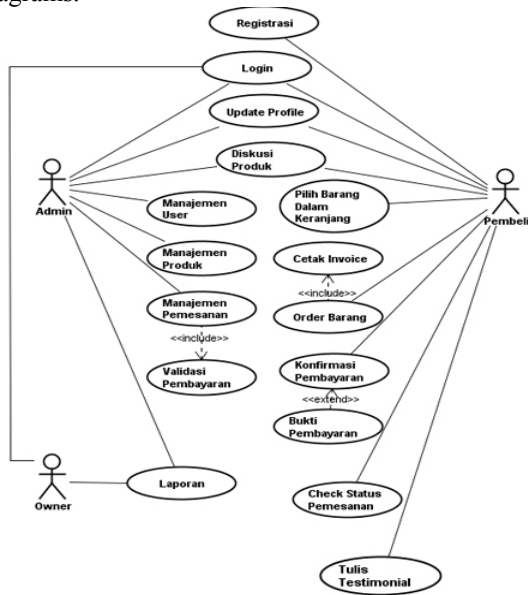 Registrasi
Login
Update Profile
Diskusi
Produk
Admin
Manajemen
User
Pilih Barang
Dalam
Keranjang
Pembeli
Manajemen
Produk
Cetak Invoice
<<include>>
Manajemen
Pemesanan
Order Barang
<<include>>
Validasi
Pembayaran
Konfirmasi
Pembayaran
<<extend>>
Bukti
Pembayaran
Owner
Laporan
Check Status
Pemesanan
Tulis
Testimonial